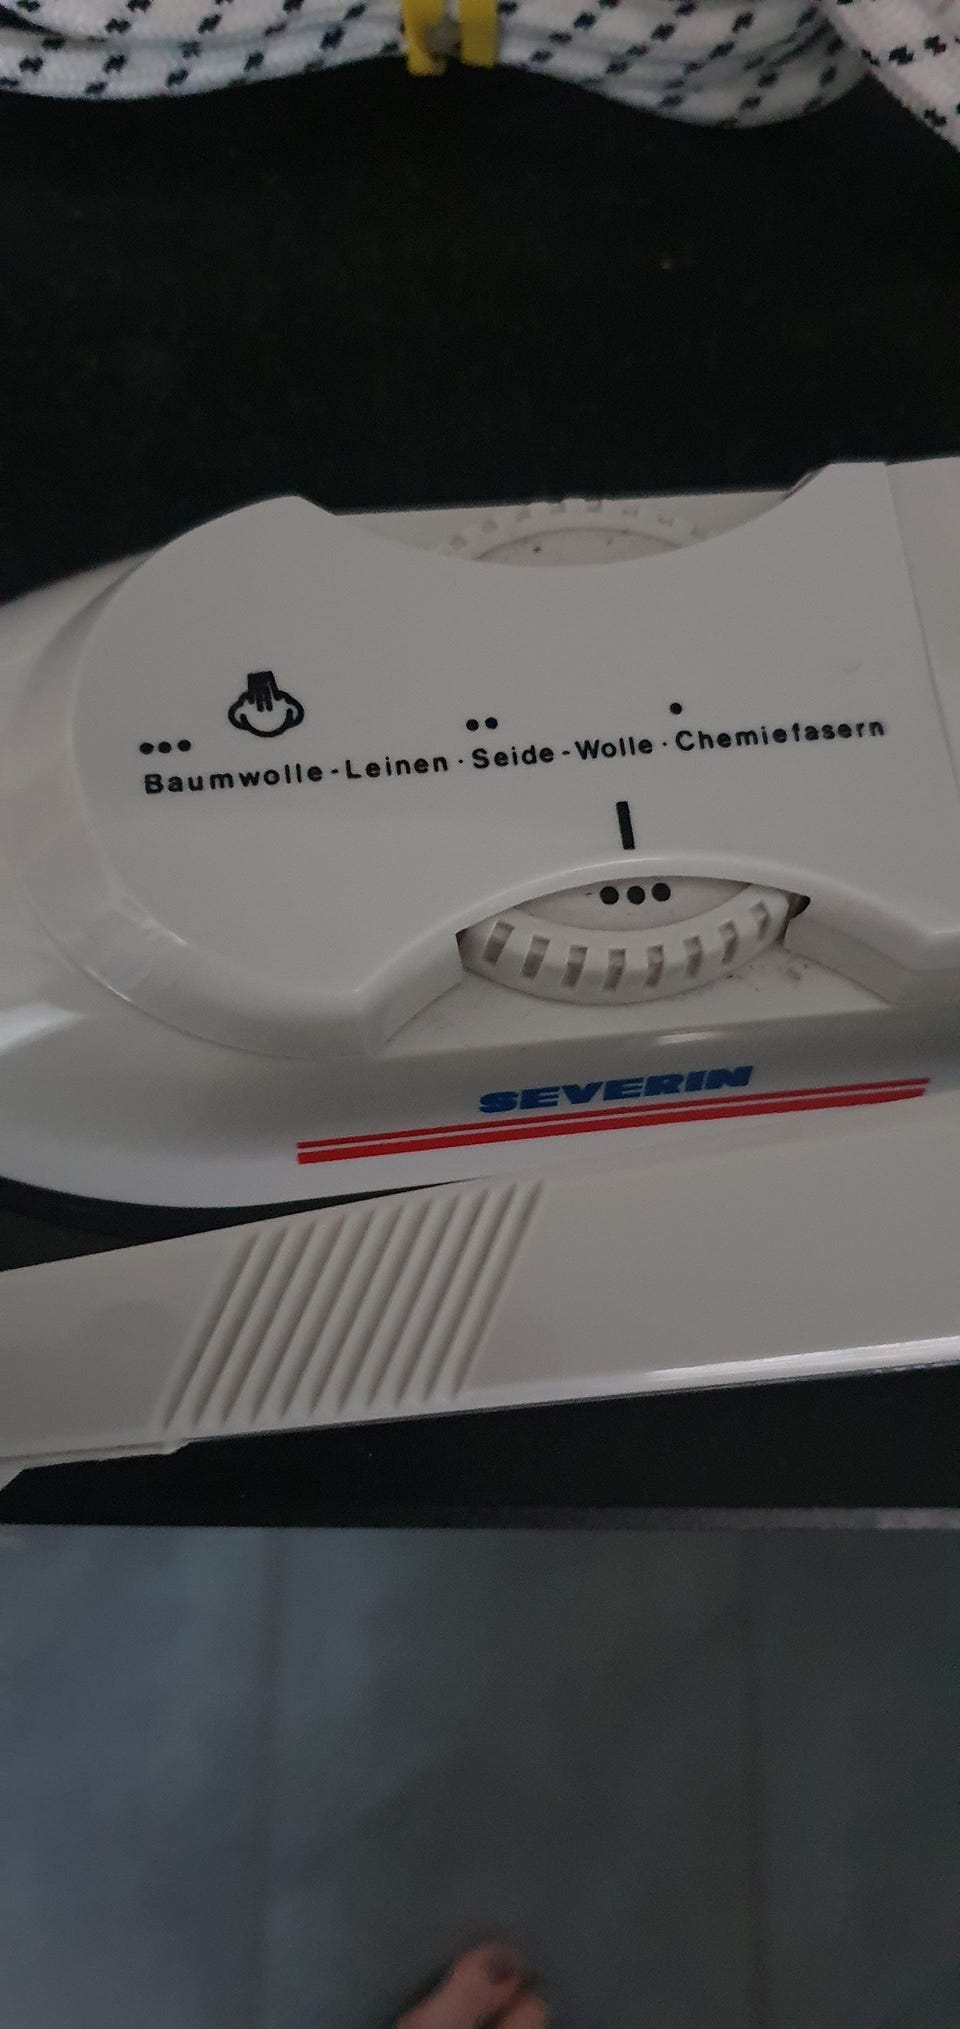 ••• •• •
Baumwolle-Leinen · Seide-Wolle · Chemiefasern
•••
SEVERIN